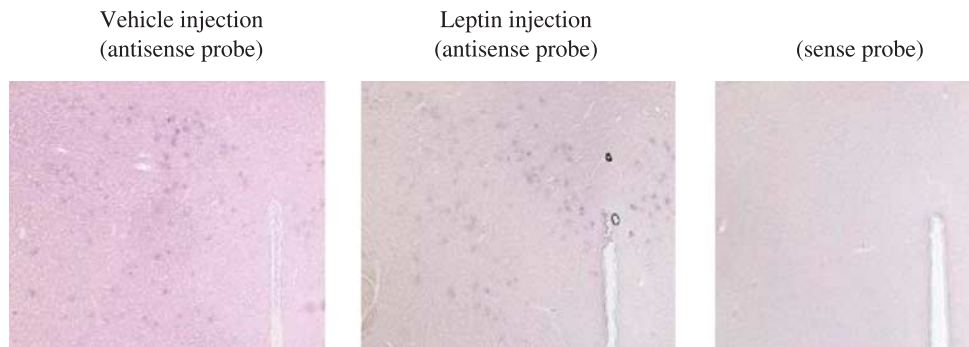 Vehicle injection
(antisense probe)
Leptin injection
(antisense probe)
(sense probe)